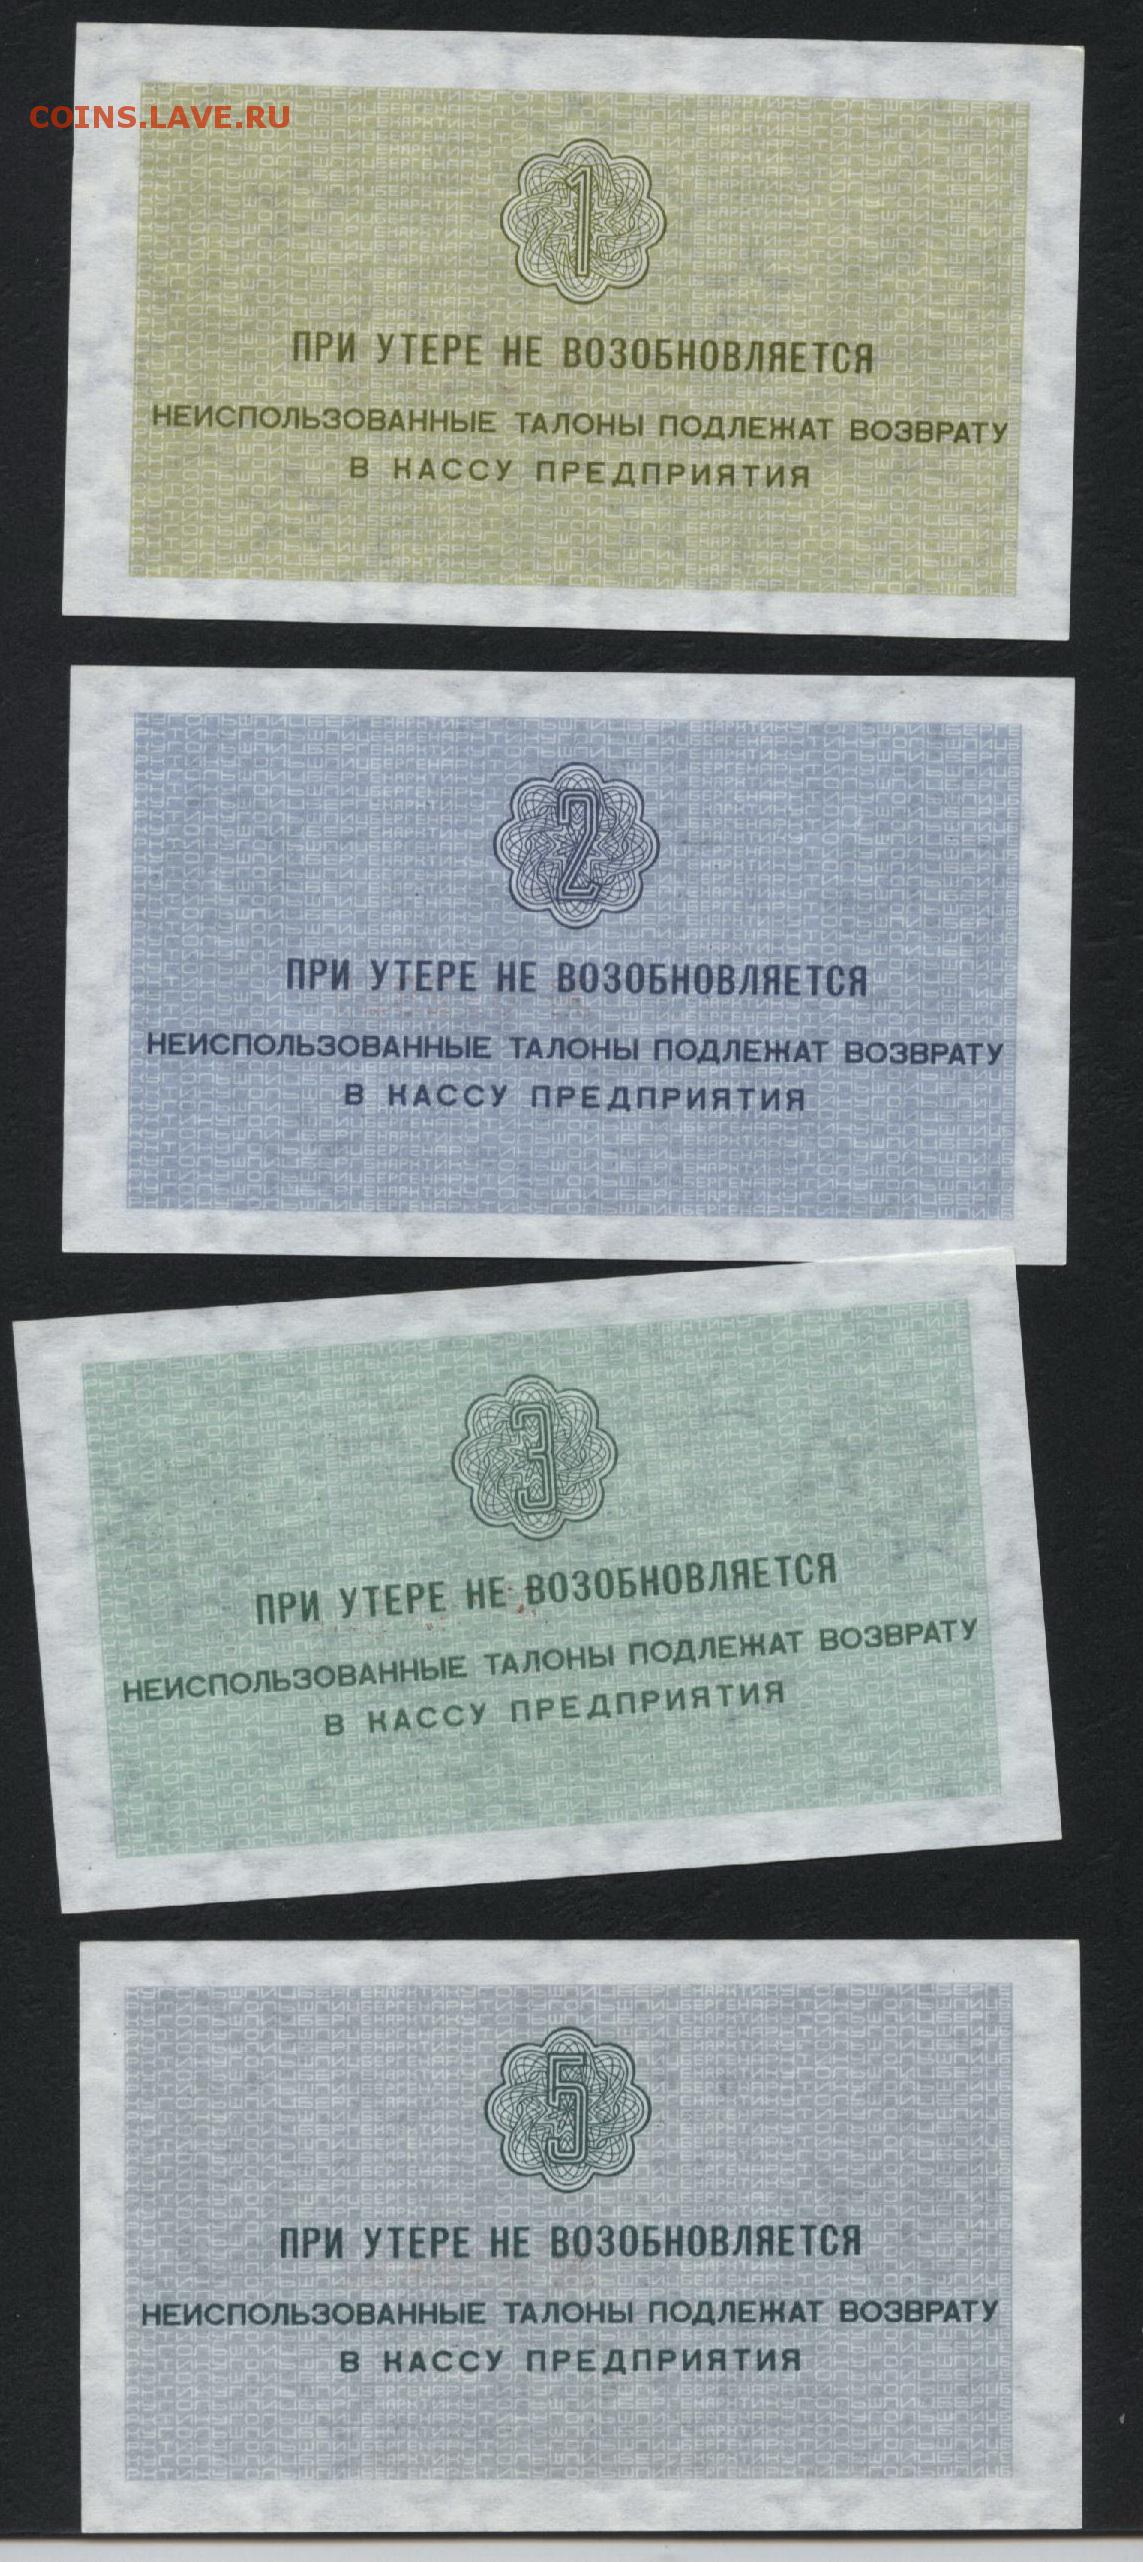 COINS.LAVE.RU
1
ПРИ УТЕРЕ НЕ ВОЗОБНОВЛЯЕТСЯ
НЕИСПОЛЬЗОВАННЫЕ ТАЛОНЫ ПОДЛЕЖАТ ВОЗВРАТУ
В КАССУ ПРЕДПРИЯТИЯ
2
ПРИ УТЕРЕ НЕ ВОЗОБНОВЛЯЕТСЯ
НЕИСПОЛЬЗОВАННЫЕ ТАЛОНЫ ПОДЛЕЖАТ ВОЗВРАТУ
В КАССУ ПРЕДПРИЯТИЯ
3
ПРИ УТЕРЕ НЕ ВОЗОБНОВЛЯЕТСЯ
НЕИСПОЛЬЗОВАННЫЕ ТАЛОНЫ ПОДЛЕЖАТ ВОЗВРАТУ
В КАССУ ПРЕДПРИЯТИЯ
5
ПРИ УТЕРЕ НЕ ВОЗОБНОВЛЯЕТСЯ
НЕИСПОЛЬЗОВАННЫЕ ТАЛОНЫ ПОДЛЕЖАТ ВОЗВРАТУ
В КАССУ ПРЕДПРИЯТИЯ